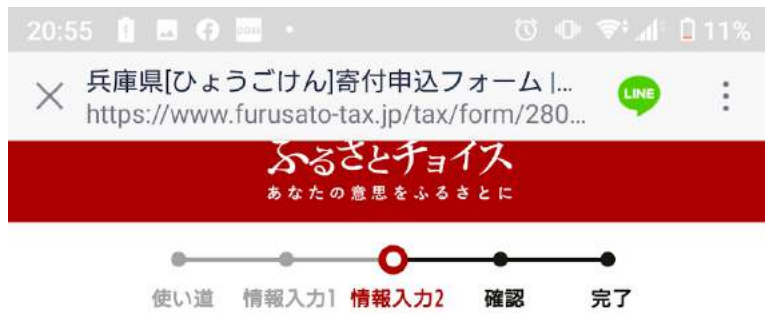 20:55
11%
兵庫県[ひょうごけん]寄付申込フォーム |...
https://www.furusato-tax.jp/tax/form/280...
LINE
ふるさとチョイス
あなたの意思をふるさとに
使い道 情報入力1 情報入力2 確認 完了